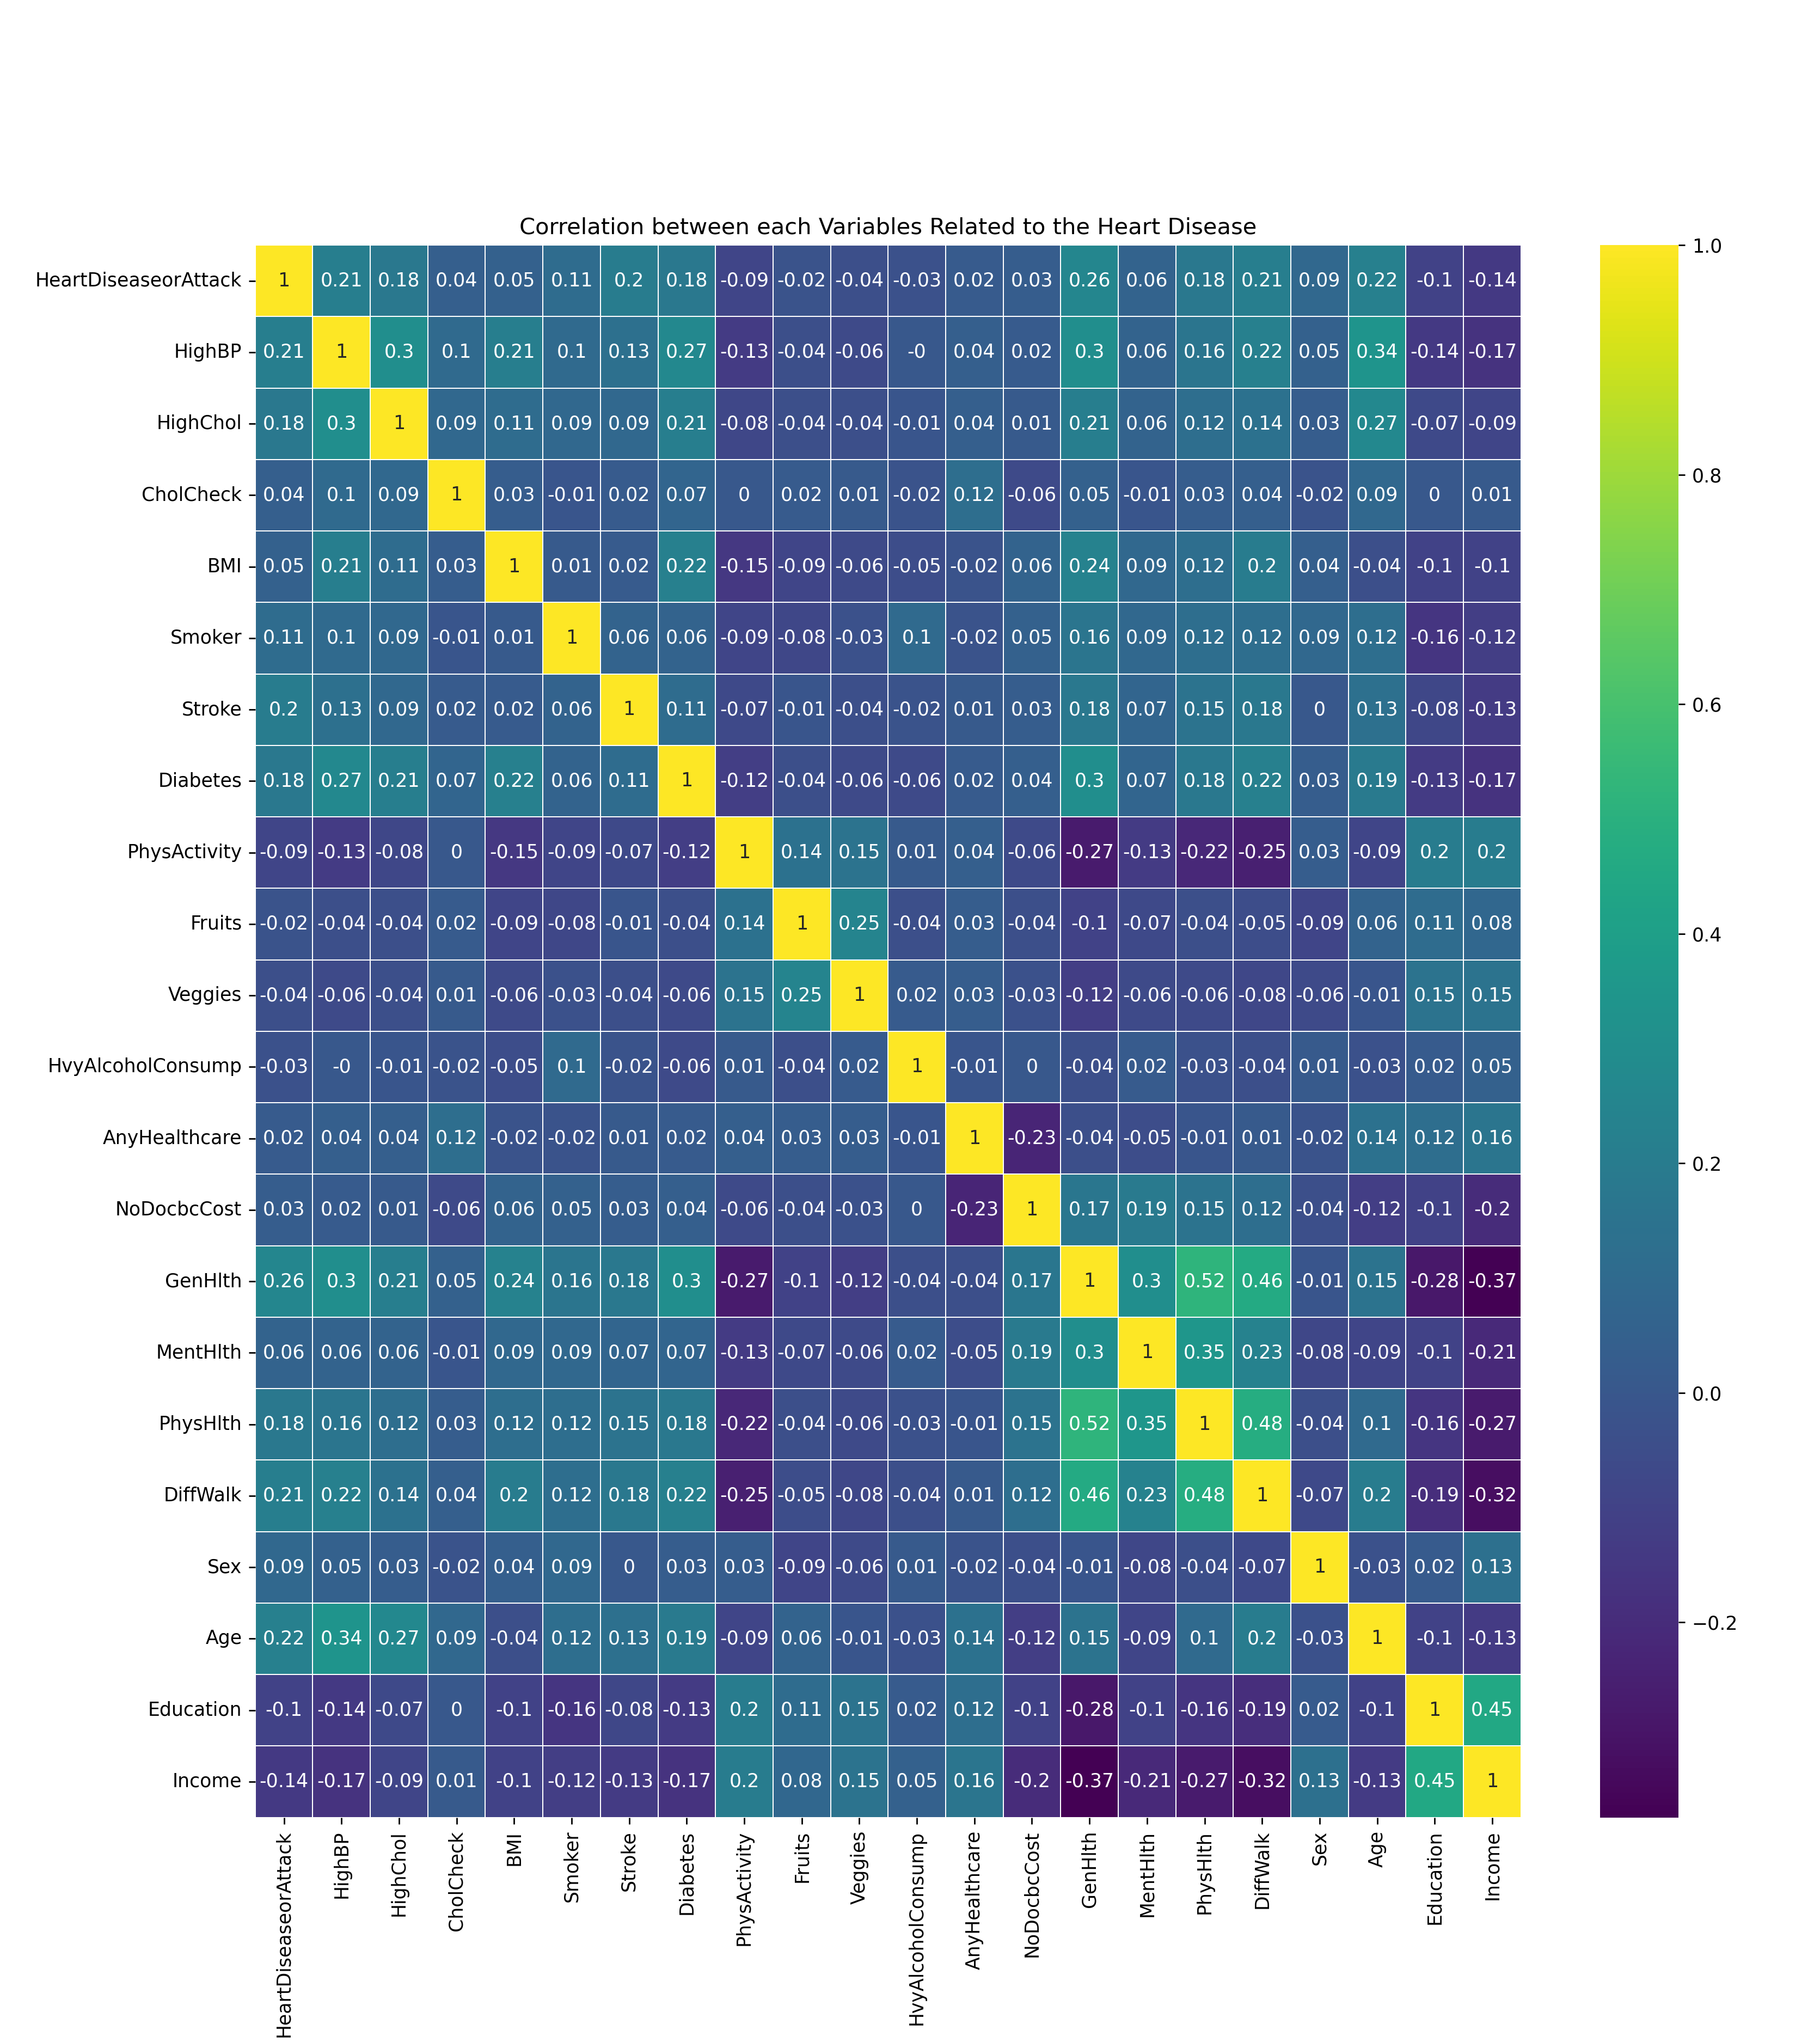 Correlation between each Variables Related to the Heart Disease
HeartDiseaseorAttack 1 0.21 0.18 0.04 0.05 0.11 0.2 0.18 -0.09 -0.02 -0.04 -0.03 0.02 0.03 0.26 0.06 0.18 0.21 0.09 0.22 -0.1 -0.14
HighBP 0.21 1 0.3 0.1 0.21 0.1 0.13 0.27 -0.13 -0.04 -0.06 -0 0.04 0.02 0.3 0.06 0.16 0.22 0.05 0.34 -0.14 -0.17
HighChol 0.18 0.3 1 0.09 0.11 0.09 0.09 0.21 -0.08 -0.04 -0.04 -0.01 0.04 0.01 0.21 0.06 0.12 0.14 0.03 0.27 -0.07 -0.09
CholCheck 0.04 0.1 0.09 1 0.03 -0.01 0.02 0.07 0 0.02 0.01 -0.02 0.12 -0.06 0.05 -0.01 0.03 0.04 -0.02 0.09 0 0.01
BMI 0.05 0.21 0.11 0.03 1 0.01 0.02 0.22 -0.15 -0.09 -0.06 -0.05 -0.02 0.06 0.24 0.09 0.12 0.2 0.04 -0.04 -0.1 -0.1
Smoker 0.11 0.1 0.09 -0.01 0.01 1 0.06 0.06 -0.09 -0.08 -0.03 0.1 -0.02 0.05 0.16 0.09 0.12 0.12 0.09 0.12 -0.16 -0.12
Stroke 0.2 0.13 0.09 0.02 0.02 0.06 1 0.11 -0.07 -0.01 -0.04 -0.02 0.01 0.03 0.18 0.07 0.15 0.18 0 0.13 -0.08 -0.13
Diabetes 0.18 0.27 0.21 0.07 0.22 0.06 0.11 1 -0.12 -0.04 -0.06 -0.06 0.02 0.04 0.3 0.07 0.18 0.22 0.03 0.19 -0.13 -0.17
PhysActivity -0.09 -0.13 -0.08 0 -0.15 -0.09 -0.07 -0.12 1 0.14 0.15 0.01 0.04 -0.06 -0.27 -0.13 -0.22 -0.25 0.03 -0.09 0.2 0.2
Fruits -0.02 -0.04 -0.04 0.02 -0.09 -0.08 -0.01 -0.04 0.14 1 0.25 -0.04 0.03 -0.04 -0.1 -0.07 -0.04 -0.05 -0.09 0.06 0.11 0.08
Veggies -0.04 -0.06 -0.04 0.01 -0.06 -0.03 -0.04 -0.06 0.15 0.25 1 0.02 0.03 -0.03 -0.12 -0.06 -0.06 -0.08 -0.06 -0.01 0.15 0.15
HvyAlcoholConsump -0.03 -0 -0.01 -0.02 -0.05 0.1 -0.02 -0.06 0.01 -0.04 0.02 1 -0.01 0 -0.04 0.02 -0.03 -0.04 0.01 -0.03 0.02 0.05
AnyHealthcare 0.02 0.04 0.04 0.12 -0.02 -0.02 0.01 0.02 0.04 0.03 0.03 -0.01 1 -0.23 -0.04 -0.05 -0.01 0.01 -0.02 0.14 0.12 0.16
NoDocbcCost 0.03 0.02 0.01 -0.06 0.06 0.05 0.03 0.04 -0.06 -0.04 -0.03 0 -0.23 1 0.17 0.19 0.15 0.12 -0.04 -0.12 -0.1 -0.2
GenHlth 0.26 0.3 0.21 0.05 0.24 0.16 0.18 0.3 -0.27 -0.1 -0.12 -0.04 -0.04 0.17 1 0.3 0.52 0.46 -0.01 0.15 -0.28 -0.37
MentHlth 0.06 0.06 0.06 -0.01 0.09 0.09 0.07 0.07 -0.13 -0.07 -0.06 0.02 -0.05 0.19 0.3 1 0.35 0.23 -0.08 -0.09 -0.1 -0.21
PhysHlth 0.18 0.16 0.12 0.03 0.12 0.12 0.15 0.18 -0.22 -0.04 -0.06 -0.03 -0.01 0.15 0.52 0.35 1 0.48 -0.04 0.1 -0.16 -0.27
DiffWalk 0.21 0.22 0.14 0.04 0.2 0.12 0.18 0.22 -0.25 -0.05 -0.08 -0.04 0.01 0.12 0.46 0.23 0.48 1 -0.07 0.2 -0.19 -0.32
Sex 0.09 0.05 0.03 -0.02 0.04 0.09 0 0.03 0.03 -0.09 -0.06 0.01 -0.02 -0.04 -0.01 -0.08 -0.04 -0.07 1 -0.03 0.02 0.13
Age 0.22 0.34 0.27 0.09 -0.04 0.12 0.13 0.19 -0.09 0.06 -0.01 -0.03 0.14 -0.12 0.15 -0.09 0.1 0.2 -0.03 1 -0.1 -0.13
Education -0.1 -0.14 -0.07 0 -0.1 -0.16 -0.08 -0.13 0.2 0.11 0.15 0.02 0.12 -0.1 -0.28 -0.1 -0.16 -0.19 0.02 -0.1 1 0.45
Income -0.14 -0.17 -0.09 0.01 -0.1 -0.12 -0.13 -0.17 0.2 0.08 0.15 0.05 0.16 -0.2 -0.37 -0.21 -0.27 -0.32 0.13 -0.13 0.45 1
HeartDiseaseorAttack
HighBP
HighChol
CholCheck
BMI
Smoker
Stroke
Diabetes
PhysActivity
Fruits
Veggies
HvyAlcoholConsump
AnyHealthcare
NoDocbcCost
GenHlth
MentHlth
PhysHlth
DiffWalk
Sex
Age
Education
Income
1.0
0.8
0.6
0.4
0.2
0.0
−0.2